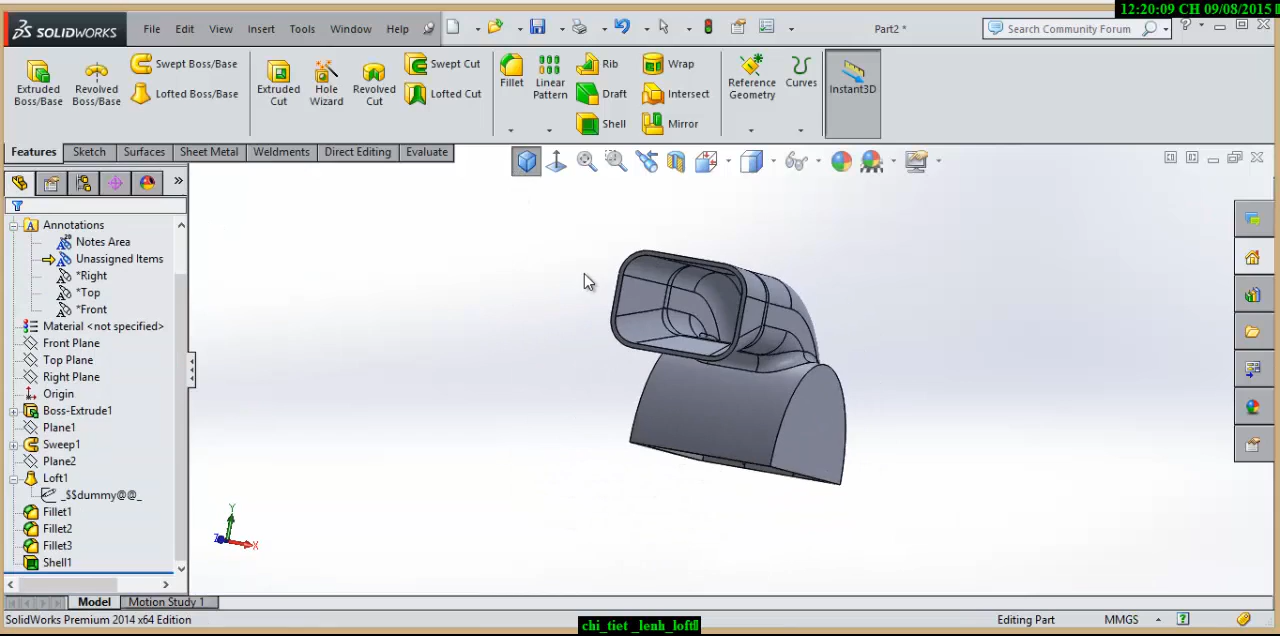 12:20:09 CH 09/08/2015
SOLIDWORKS File Edit View Insert Tools Window Help Part2 * Search Community Forum ?
Extruded Boss/Base
Revolved Boss/Base
Swept Boss/Base
Lofted Boss/Base
Extruded Cut
Hole Wizard
Revolved Cut
Swept Cut
Lofted Cut
Fillet
Linear Pattern
Rib
Draft
Shell
Wrap
Intersect
Mirror
Reference Geometry
Curves
Instant3D
Features Sketch Surfaces Sheet Metal Weldments Direct Editing Evaluate
»
Annotations
Notes Area
Unassigned Items
*Right
*Top
*Front
Material <not specified>
Front Plane
Top Plane
Right Plane
Origin
Boss-Extrude1
Plane1
Sweep1
Plane2
Loft1
_$$dummy@@_
Fillet1
Fillet2
Fillet3
Shell1
Y
Z X
Model Motion Study 1
SolidWorks Premium 2014 x64 Edition Editing Part MMGS ?
chi_tiet _lenh_loft